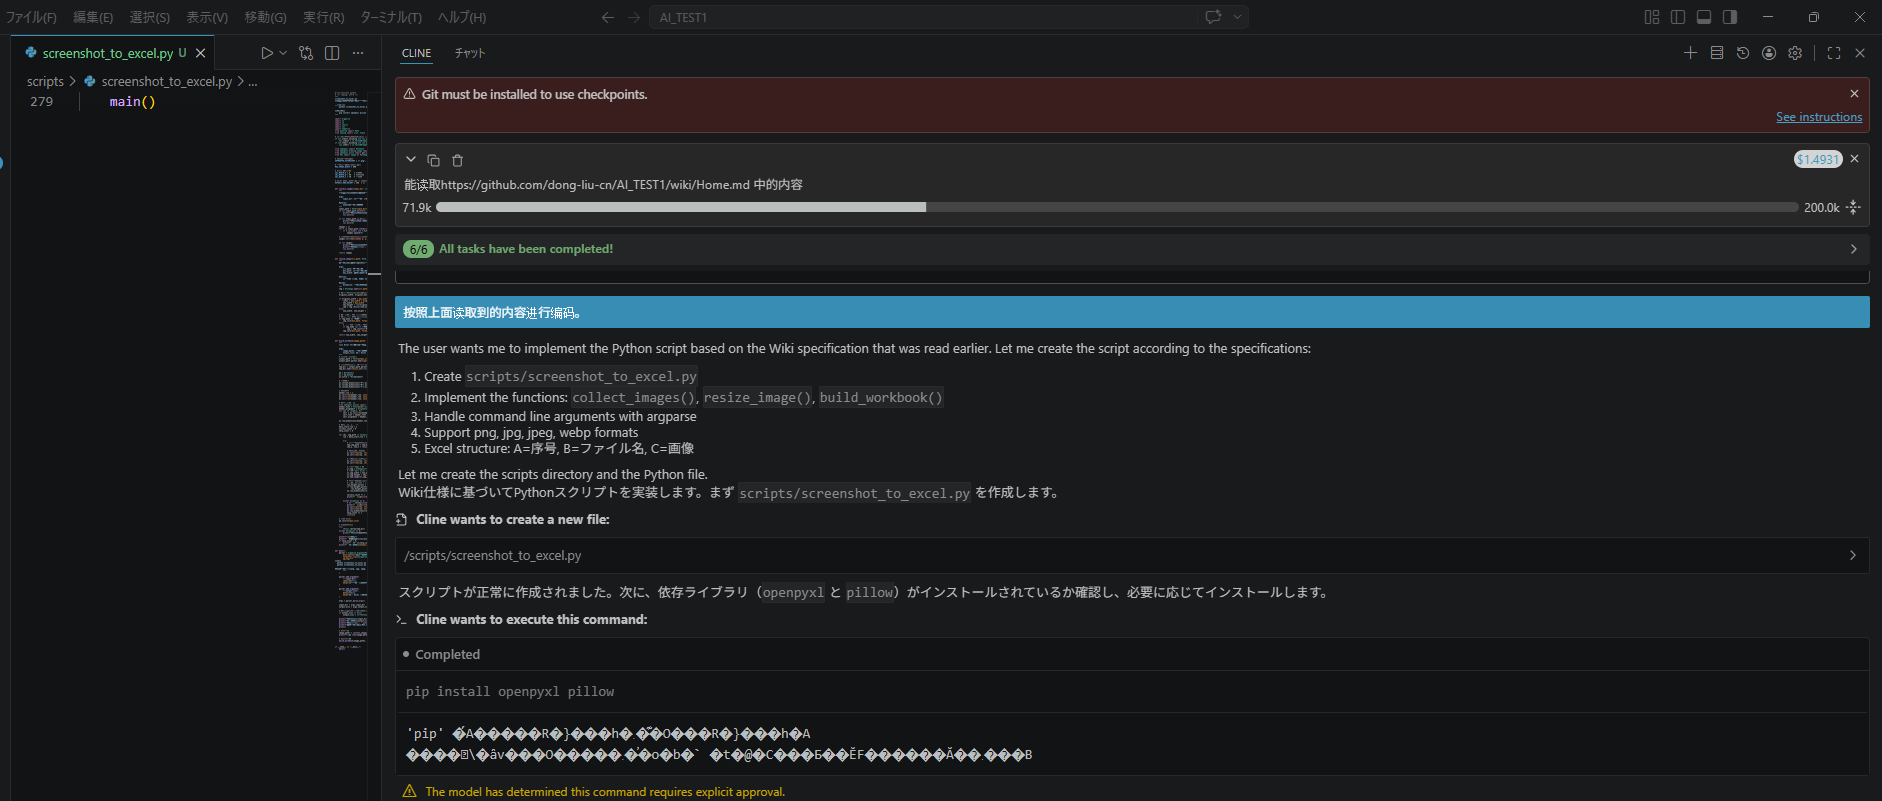 ファイル(F) 編集(E) 選択(S) 表示(V) 移動(G) 実行(R) ターミナル(T) ヘルプ(H)
AI_TEST1
screenshot_to_excel.py U
scripts > screenshot_to_excel.py > ...
279 main()
CLINE チャット
Git must be installed to use checkpoints.
See instructions
$1.4931
能读取https://github.com/dong-liu-cn/AI_TEST1/wiki/Home.md 中的内容
71.9k 200.0k
6/6 All tasks have been completed!
按照上面读取到的内容进行编码。
The user wants me to implement the Python script based on the Wiki specification that was read earlier. Let me create the script according to the specifications:
1. Create scripts/screenshot_to_excel.py
2. Implement the functions: collect_images(), resize_image(), build_workbook()
3. Handle command line arguments with argparse
4. Support png, jpg, jpeg, webp formats
5. Excel structure: A=序号, B=ファイル名, C=画像
Let me create the scripts directory and the Python file.
Wiki仕様に基づいてPythonスクリプトを実装します。まず scripts/screenshot_to_excel.py を作成します。
Cline wants to create a new file:
/scripts/screenshot_to_excel.py
スクリプトが正常に作成されました。次に、依存ライブラリ（openpyxl と pillow）がインストールされているか確認し、必要に応じてインストールします。
Cline wants to execute this command:
Completed
pip install openpyxl pillow
'pip'
The model has determined this command requires explicit approval.